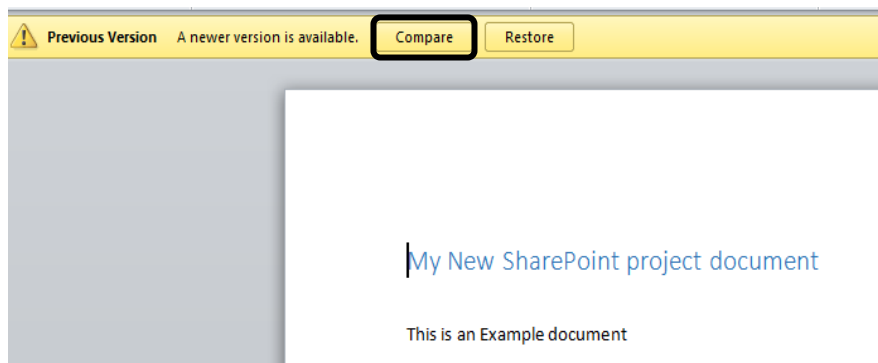 Previous Version A newer version is available. Compare Restore
My New SharePoint project document
This is an Example document